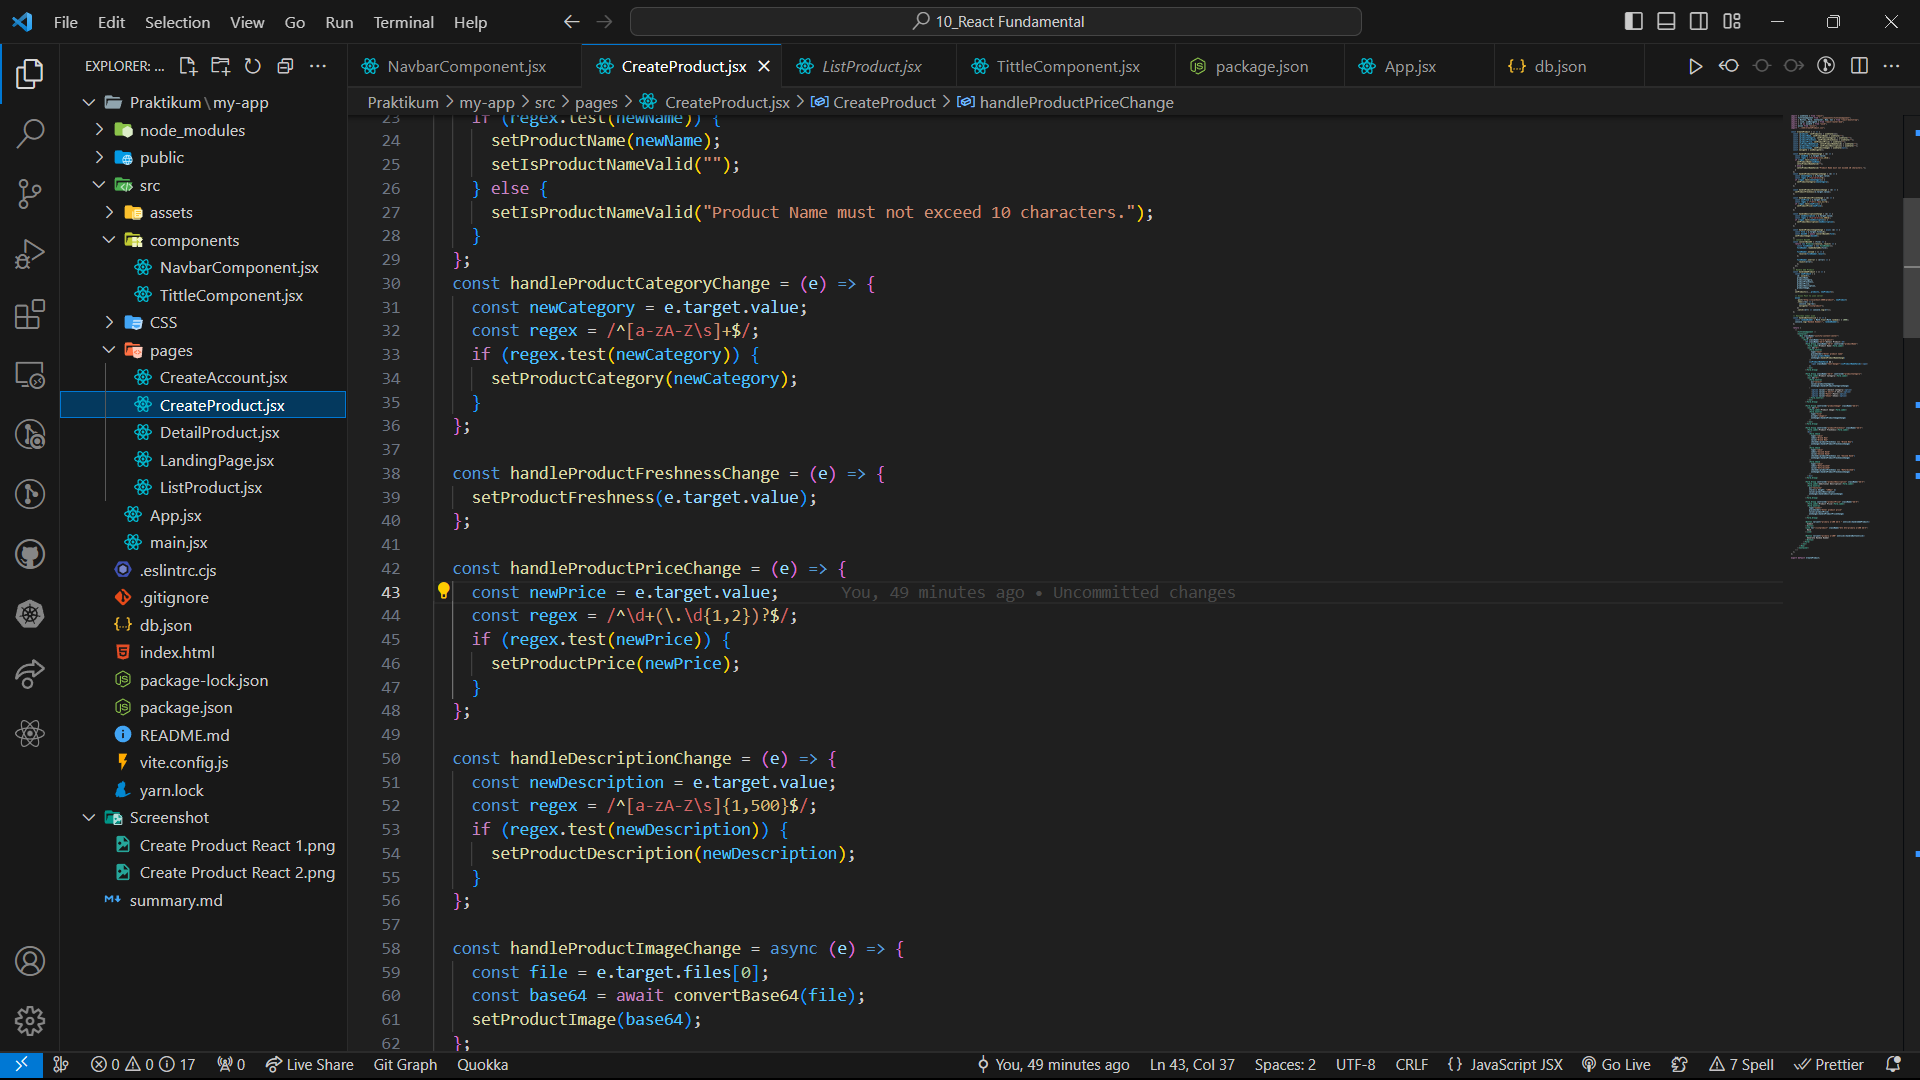 File Edit Selection View Go Run Terminal Help
10_React Fundamental
EXPLORER: ...
NavbarComponent.jsx
CreateProduct.jsx
ListProduct.jsx
TittleComponent.jsx
package.json
App.jsx
db.json
Praktikum > my-app > src > pages > CreateProduct.jsx > CreateProduct > handleProductPriceChange
Praktikum\my-app
node_modules
public
src
assets
components
NavbarComponent.jsx
TittleComponent.jsx
CSS
pages
CreateAccount.jsx
CreateProduct.jsx
DetailProduct.jsx
LandingPage.jsx
ListProduct.jsx
App.jsx
main.jsx
.eslintrc.cjs
.gitignore
db.json
index.html
package-lock.json
package.json
README.md
vite.config.js
yarn.lock
Screenshot
Create Product React 1.png
Create Product React 2.png
summary.md
23 if (regex.test(newName)) {
24 setProductName(newName);
25 setIsProductNameValid("");
26 } else {
27 setIsProductNameValid("Product Name must not exceed 10 characters.");
28 }
29 };
30 const handleProductCategoryChange = (e) => {
31 const newCategory = e.target.value;
32 const regex = /^[a-zA-Z\s]+$/;
33 if (regex.test(newCategory)) {
34 setProductCategory(newCategory);
35 }
36 };
37
38 const handleProductFreshnessChange = (e) => {
39 setProductFreshness(e.target.value);
40 };
41
42 const handleProductPriceChange = (e) => {
43 const newPrice = e.target.value; You, 49 minutes ago • Uncommitted changes
44 const regex = /^\d+(\.\d{1,2})?$/;
45 if (regex.test(newPrice)) {
46 setProductPrice(newPrice);
47 }
48 };
49
50 const handleDescriptionChange = (e) => {
51 const newDescription = e.target.value;
52 const regex = /^[a-zA-Z\s]{1,500}$/;
53 if (regex.test(newDescription)) {
54 setProductDescription(newDescription);
55 }
56 };
57
58 const handleProductImageChange = async (e) => {
59 const file = e.target.files[0];
60 const base64 = await convertBase64(file);
61 setProductImage(base64);
62 };
0 0 17 0 Live Share Git Graph Quokka You, 49 minutes ago Ln 43, Col 37 Spaces: 2 UTF-8 CRLF {} JavaScript JSX Go Live 7 Spell Prettier